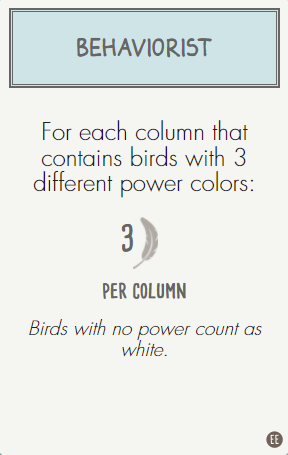 BEHAVIORIST
For each column that
contains birds with 3
different power colors:
3
PER COLUMN
Birds with no power count as
white.
EE